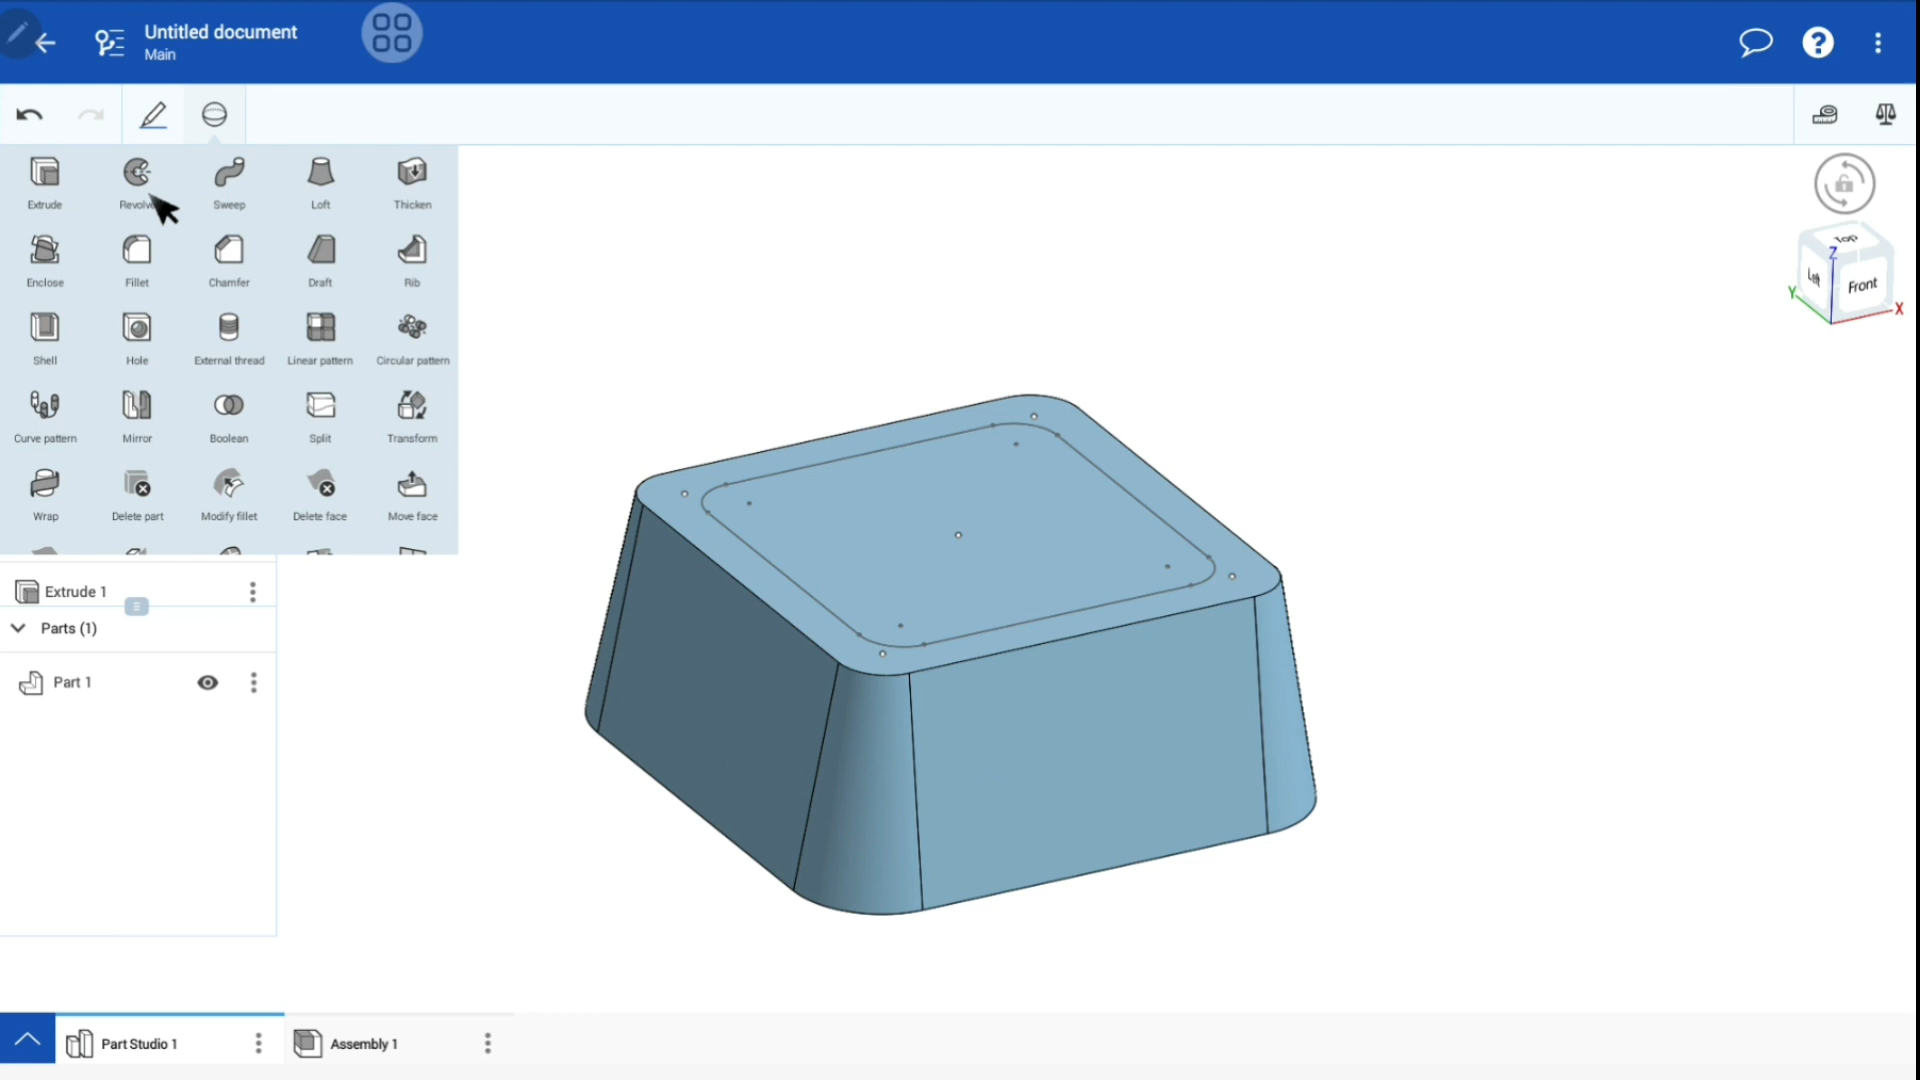 Untitled document
Main
?
Extrude
Revolve
Sweep
Loft
Thicken
Enclose
Fillet
Chamfer
Draft
Rib
Shell
Hole
External thread
Linear pattern
Circular pattern
Curve pattern
Mirror
Boolean
Split
Transform
Wrap
Delete part
Modify fillet
Delete face
Move face
Top
Z
Left
Front
Y
X
Extrude 1
Parts (1)
Part 1
Part Studio 1
Assembly 1